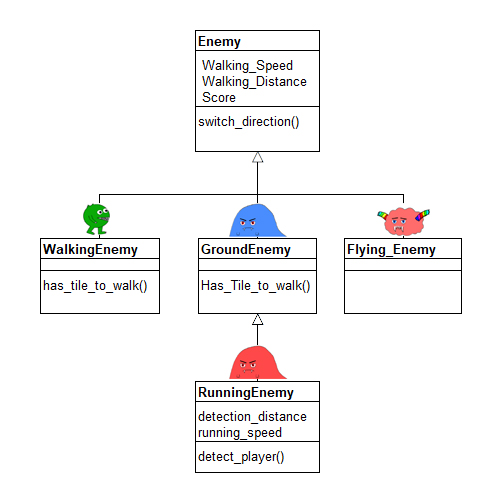 Enemy
Walking_Speed
Walking_Distance
Score
switch_direction()
WalkingEnemy
has_tile_to_walk()
GroundEnemy
Has_Tile_to_walk()
Flying_Enemy
RunningEnemy
detection_distance
running_speed
detect_player()